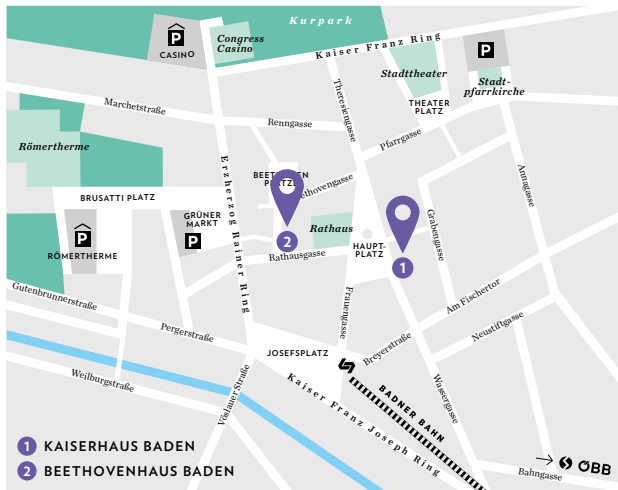 Kurpark
Congress
Casino
P
CASINO
Kaiser Franz Ring
Stadttheater
P
Stadt-
pfarrkirche
THEATER
PLATZ
Marchetstraße
Renngasse
Theresiengasse
Pfarrgasse
Römertherme
Erzherzog Rainer Ring
Annagasse
BRUSATTI PLATZ
GRÜNER
MARKT
P
P
RÖMERTHERME
2
Rathaus
HAUPT-
PLATZ
1
Grabengasse
Rathausgasse
Frauengasse
Am Fischertor
Gutenbrunnerstraße
Pergerstraße
Neustiftgasse
JOSEFSPLATZ
Breyerstraße
Weilburgstraße
Vöslauer Straße
Kaiser Franz Joseph Ring
BADNER BAHN
Wassergasse
1 KAISERHAUS BADEN
2 BEETHOVENHAUS BADEN
ÖBB
Bahngasse